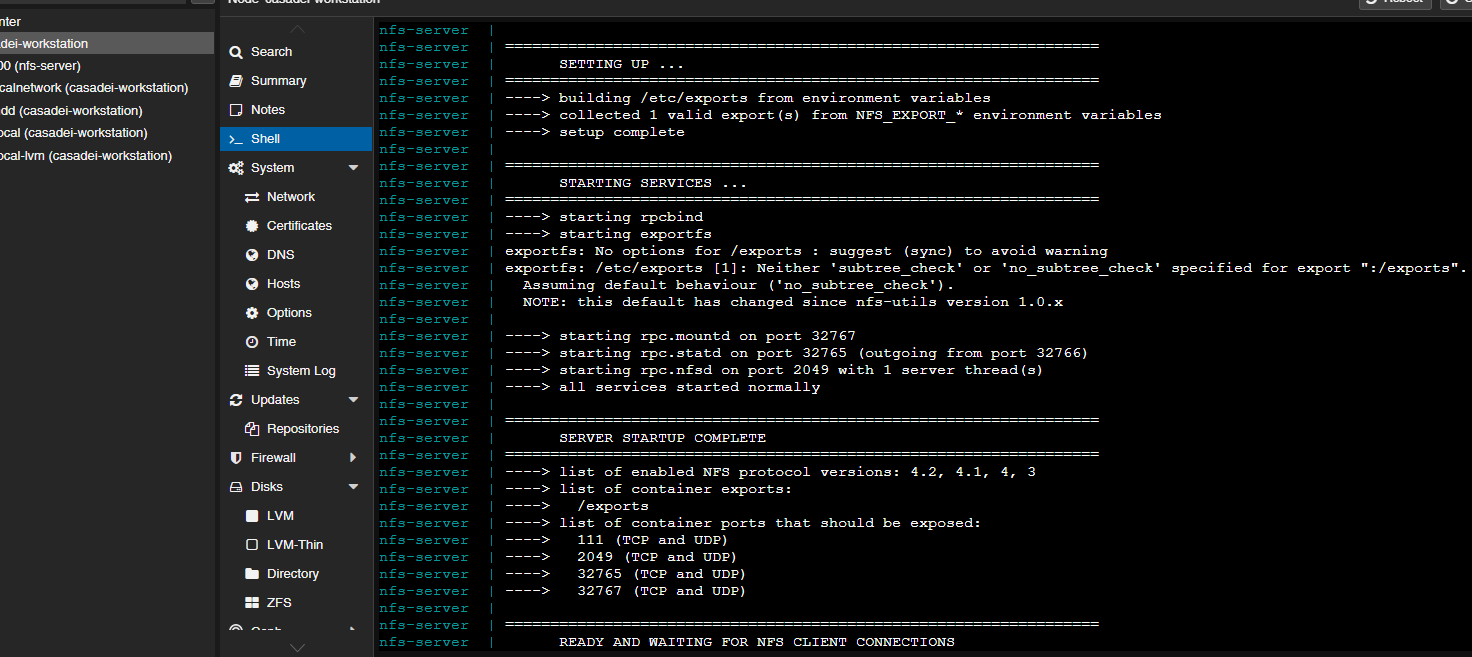 Node 'casadei-workstation'
Reboot
nter
dei-workstation
00 (nfs-server)
calnetwork (casadei-workstation)
dd (casadei-workstation)
ocal (casadei-workstation)
ocal-lvm (casadei-workstation)
Search
Summary
Notes
Shell
System
Network
Certificates
DNS
Hosts
Options
Time
System Log
Updates
Repositories
Firewall
Disks
LVM
LVM-Thin
Directory
ZFS
Ceph
nfs-server |
nfs-server | ==================================================================
nfs-server |       SETTING UP ...
nfs-server | ==================================================================
nfs-server | ----> building /etc/exports from environment variables
nfs-server | ----> collected 1 valid export(s) from NFS_EXPORT_* environment variables
nfs-server | ----> setup complete
nfs-server |
nfs-server | ==================================================================
nfs-server |       STARTING SERVICES ...
nfs-server | ==================================================================
nfs-server | ----> starting rpcbind
nfs-server | ----> starting exportfs
nfs-server | exportfs: No options for /exports : suggest (sync) to avoid warning
nfs-server | exportfs: /etc/exports [1]: Neither 'subtree_check' or 'no_subtree_check' specified for export ":/exports".
nfs-server |   Assuming default behaviour ('no_subtree_check').
nfs-server |   NOTE: this default has changed since nfs-utils version 1.0.x
nfs-server |
nfs-server | ----> starting rpc.mountd on port 32767
nfs-server | ----> starting rpc.statd on port 32765 (outgoing from port 32766)
nfs-server | ----> starting rpc.nfsd on port 2049 with 1 server thread(s)
nfs-server | ----> all services started normally
nfs-server |
nfs-server | ==================================================================
nfs-server |       SERVER STARTUP COMPLETE
nfs-server | ==================================================================
nfs-server | ----> list of enabled NFS protocol versions: 4.2, 4.1, 4, 3
nfs-server | ----> list of container exports:
nfs-server | ---->   /exports
nfs-server | ----> list of container ports that should be exposed:
nfs-server | ---->   111 (TCP and UDP)
nfs-server | ---->   2049 (TCP and UDP)
nfs-server | ---->   32765 (TCP and UDP)
nfs-server | ---->   32767 (TCP and UDP)
nfs-server |
nfs-server | ==================================================================
nfs-server |       READY AND WAITING FOR NFS CLIENT CONNECTIONS